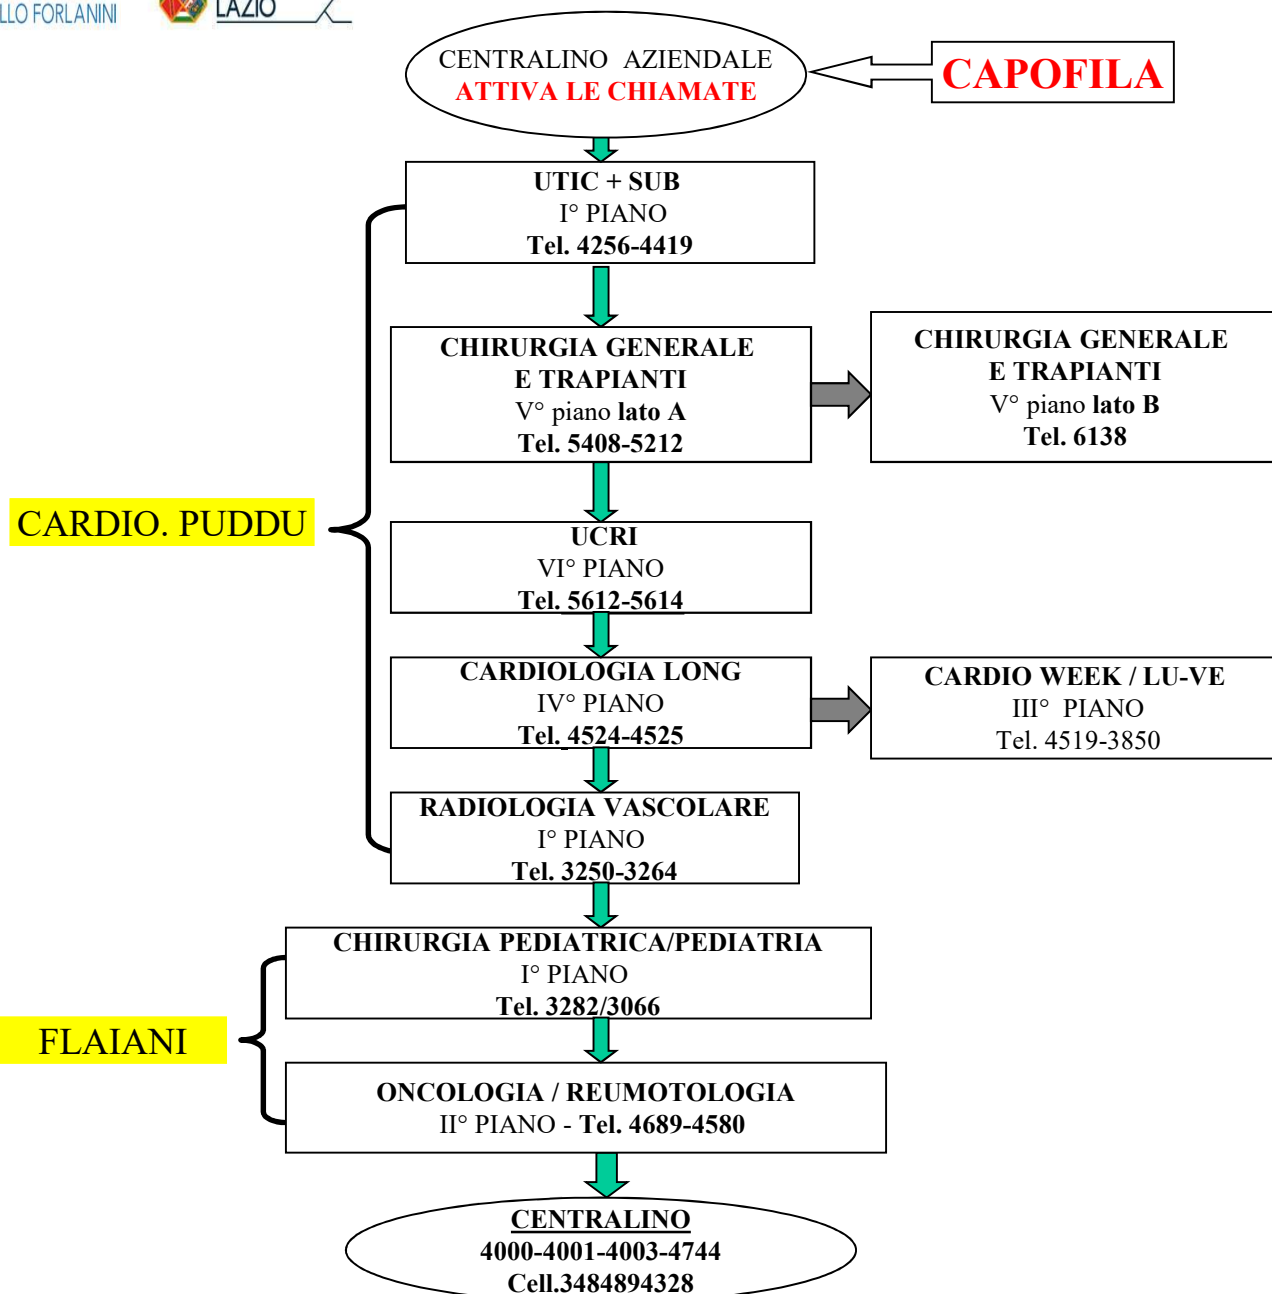 LLO FORLANINI
LAZIO
CENTRALINO AZIENDALE
ATTIVA LE CHIAMATE
CAPOFILA
UTIC + SUB
I° PIANO
Tel. 4256-4419
CHIRURGIA GENERALE
E TRAPIANTI
V° piano lato A
Tel. 5408-5212
CHIRURGIA GENERALE
E TRAPIANTI
V° piano lato B
Tel. 6138
CARDIO. PUDDU
UCRI
VI° PIANO
Tel. 5612-5614
CARDIOLOGIA LONG
IV° PIANO
Tel. 4524-4525
CARDIO WEEK / LU-VE
III° PIANO
Tel. 4519-3850
RADIOLOGIA VASCOLARE
I° PIANO
Tel. 3250-3264
CHIRURGIA PEDIATRICA/PEDIATRIA
I° PIANO
Tel. 3282/3066
FLAIANI
ONCOLOGIA / REUMOTOLOGIA
II° PIANO - Tel. 4689-4580
CENTRALINO
4000-4001-4003-4744
Cell.3484894328